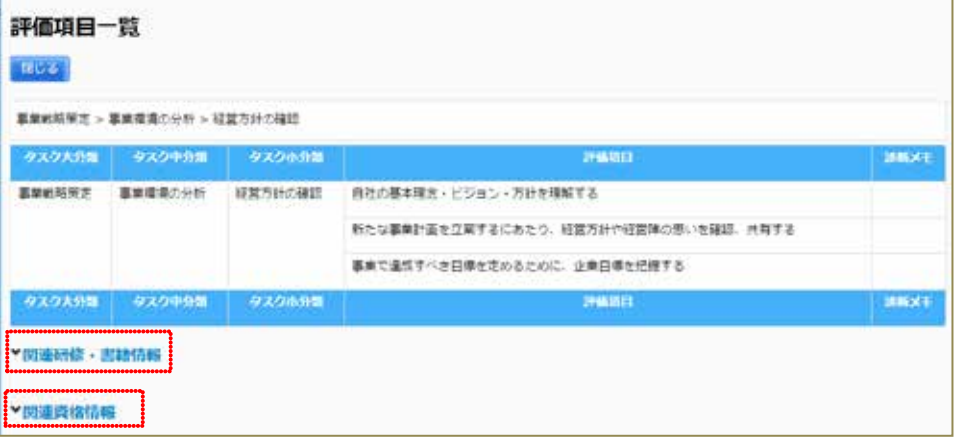 評価項目一覧
閉じる
事業戦略策定 > 事業環境の分析 > 経営方針の確認
タスク大分類 タスク中分類 タスク小分類 評価項目 診断メモ
事業戦略策定 事業環境の分析 経営方針の確認 自社の基本理念・ビジョン・方針を理解する
新たな事業計画を立案するにあたり、経営方針や経営陣の思いを確認、共有する
事業で達成すべき目標を定めるために、企業目標を把握する
タスク大分類 タスク中分類 タスク小分類 評価項目 診断メモ
関連研修・書籍情報
関連資格情報